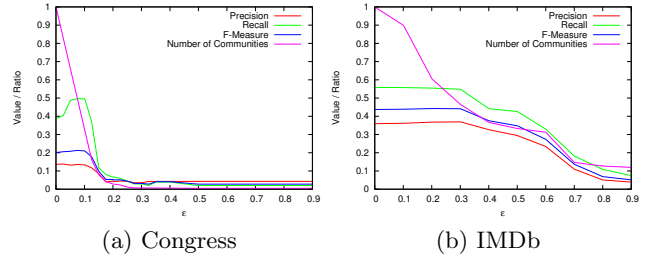 Precision
Recall
F-Measure
Number of Communities
Value / Ratio
1
0.9
0.8
0.7
0.6
0.5
0.4
0.3
0.2
0.1
0
0 0.1 0.2 0.3 0.4 0.5 0.6 0.7 0.8 0.9
ε
(a) Congress
Precision
Recall
F-Measure
Number of Communities
Value / Ratio
1
0.9
0.8
0.7
0.6
0.5
0.4
0.3
0.2
0.1
0
0 0.1 0.2 0.3 0.4 0.5 0.6 0.7 0.8 0.9
ε
(b) IMDb